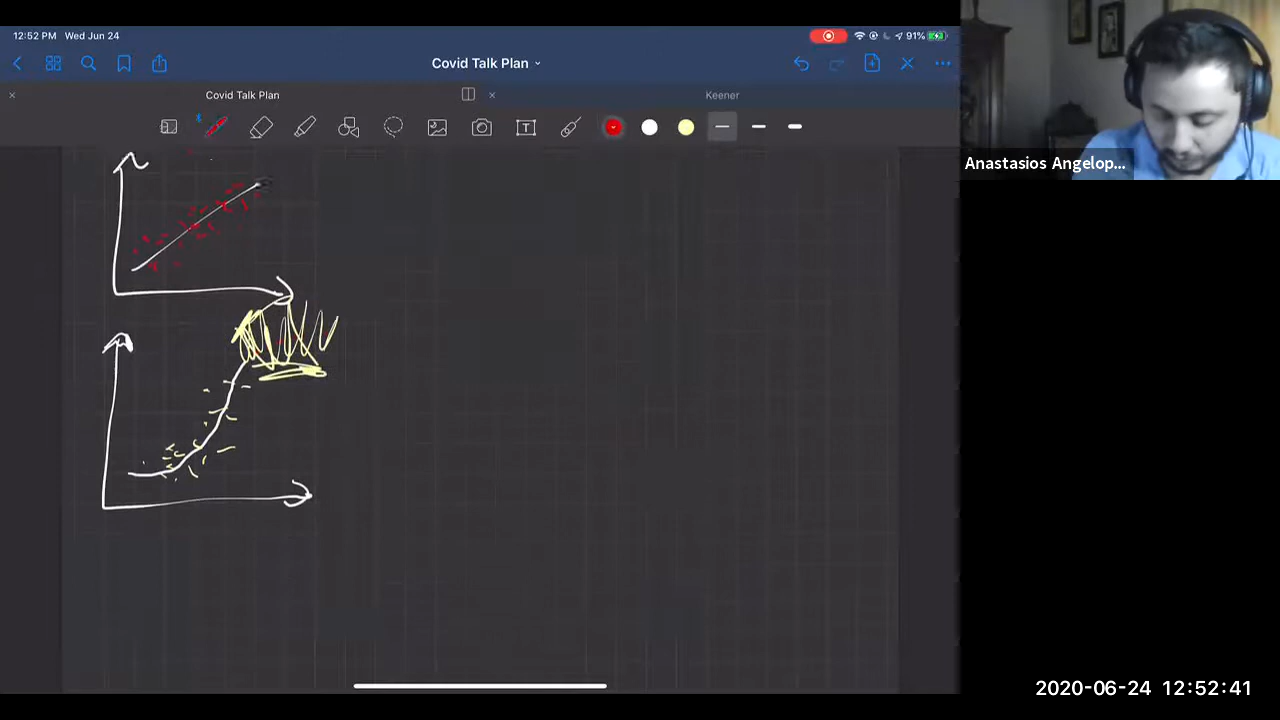 12:52 PM Wed Jun 24
91%
Covid Talk Plan
Covid Talk Plan
Keener
T
Anastasios Angelop...
2020-06-24 12:52:41